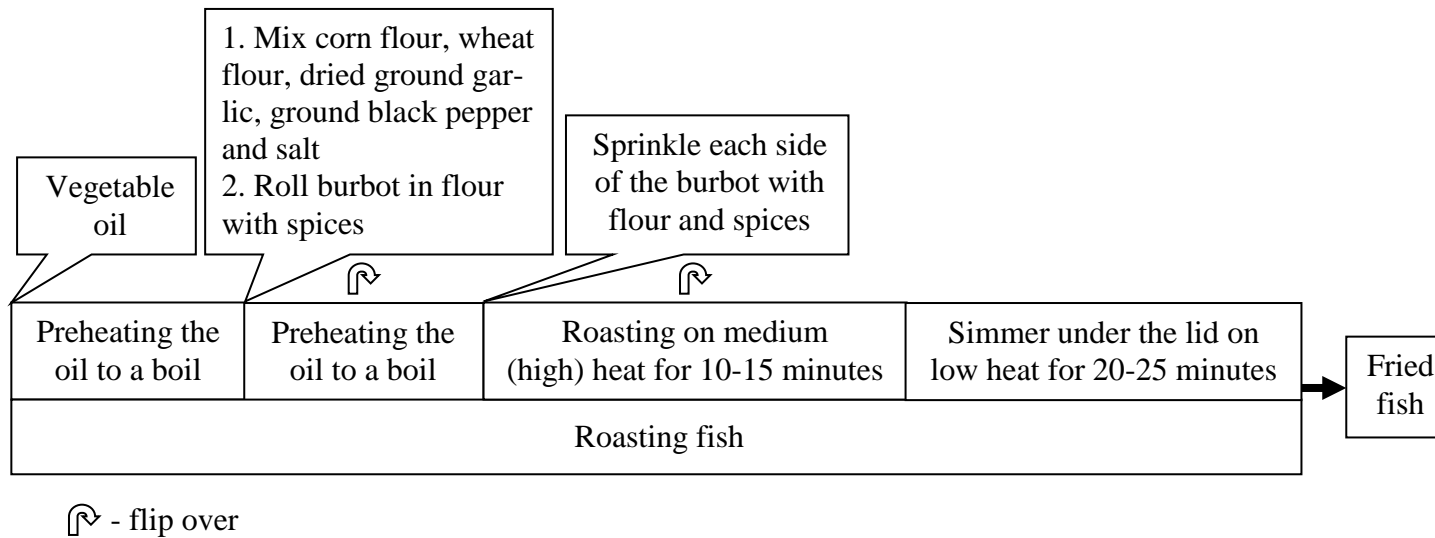 1. Mix corn flour, wheat
flour, dried ground gar-
lic, ground black pepper
and salt
2. Roll burbot in flour
with spices
Sprinkle each side
of the burbot with
flour and spices
Vegetable
oil
Preheating the
oil to a boil
Preheating the
oil to a boil
Roasting on medium
(high) heat for 10-15 minutes
Simmer under the lid on
low heat for 20-25 minutes
Fried
fish
Roasting fish
- flip over